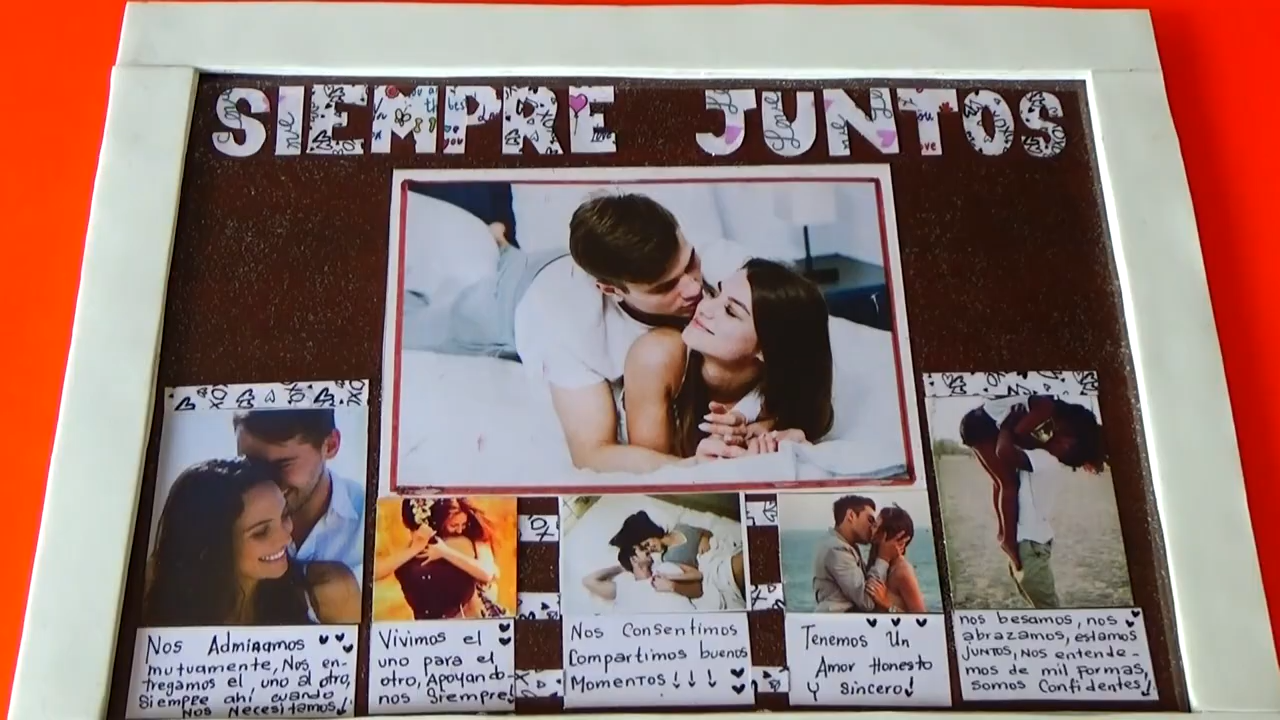 SIEMPRE JUNTOS
Nos Admiramos
mutuamente, Nos en-
tregamos el uno al otro,
Siempre ahí cuando
Nos Necesitamos!
Vivimos el
uno para el
otro, Apoyando-
nos Siempre!
Nos Consentimos
Compartimos buenos
Momentos!!!
Tenemos Un
Amor Honesto
y sincero!
nos besamos, nos
abrazamos, estamos
juntos, Nos entende-
mos de mil formas,
somos Confidentes!